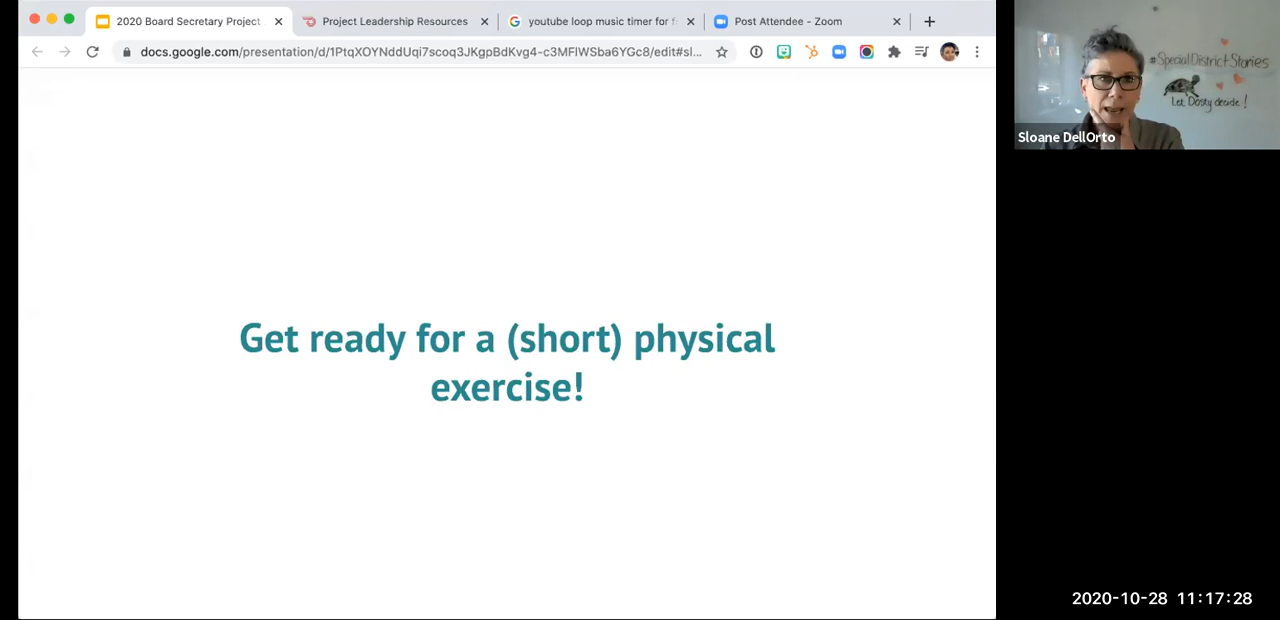 2020 Board Secretary Project
Project Leadership Resources
youtube loop music timer for f
Post Attendee - Zoom
docs.google.com/presentation/d/1PtqXOYNddUqi7scoq3JKgpBdKvg4-c3MFlWSba6YGc8/edit#sl...
#SpecialDistrictStories
Let Dosty decide!
Sloane DellOrto
Get ready for a (short) physical
exercise!
2020-10-28 11:17:28